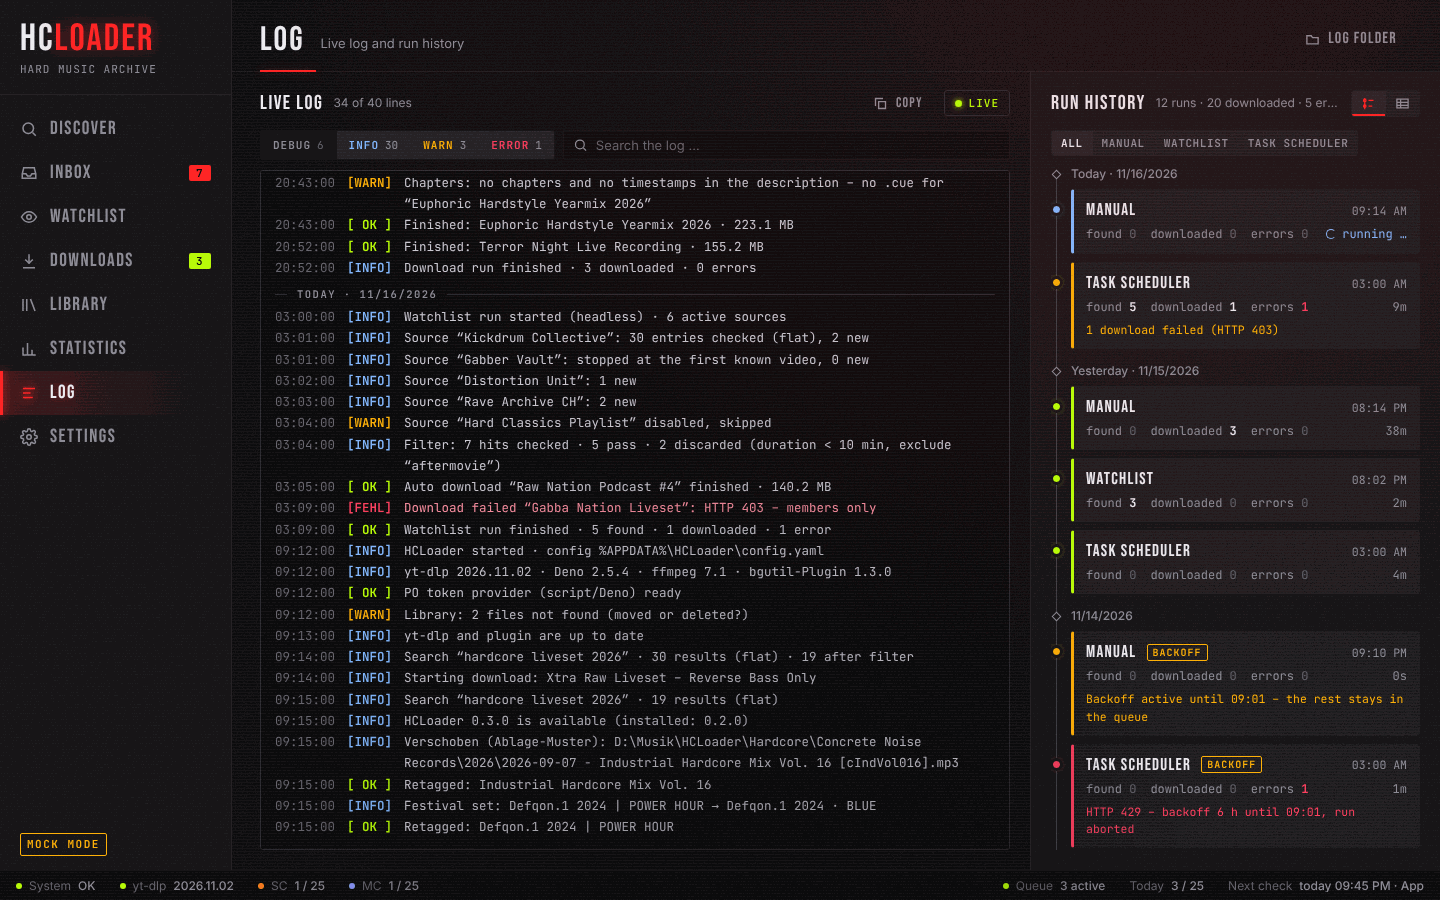 HCLOADER
HARD MUSIC ARCHIVE
DISCOVER
INBOX 7
WATCHLIST
DOWNLOADS 3
LIBRARY
STATISTICS
LOG
SETTINGS
MOCK MODE
LOG Live log and run history
LOG FOLDER
LIVE LOG 34 of 40 lines
COPY
LIVE
DEBUG 6 INFO 30 WARN 3 ERROR 1
Search the log ...
20:43:00 [WARN] Chapters: no chapters and no timestamps in the description – no .cue for
“Euphoric Hardstyle Yearmix 2026”
20:43:00 [ OK ] Finished: Euphoric Hardstyle Yearmix 2026 · 223.1 MB
20:52:00 [ OK ] Finished: Terror Night Live Recording · 155.2 MB
20:52:00 [INFO] Download run finished · 3 downloaded · 0 errors
TODAY · 11/16/2026
03:00:00 [INFO] Watchlist run started (headless) · 6 active sources
03:01:00 [INFO] Source “Kickdrum Collective”: 30 entries checked (flat), 2 new
03:01:00 [INFO] Source “Gabber Vault”: stopped at the first known video, 0 new
03:02:00 [INFO] Source “Distortion Unit”: 1 new
03:03:00 [INFO] Source “Rave Archive CH”: 2 new
03:04:00 [WARN] Source “Hard Classics Playlist” disabled, skipped
03:04:00 [INFO] Filter: 7 hits checked · 5 pass · 2 discarded (duration < 10 min, exclude
“aftermovie”)
03:05:00 [ OK ] Auto download “Raw Nation Podcast #4” finished · 140.2 MB
03:09:00 [FEHL] Download failed “Gabba Nation Liveset”: HTTP 403 – members only
03:09:00 [ OK ] Watchlist run finished · 5 found · 1 downloaded · 1 error
09:12:00 [INFO] HCLoader started · config %APPDATA%\HCLoader\config.yaml
09:12:00 [INFO] yt-dlp 2026.11.02 · Deno 2.5.4 · ffmpeg 7.1 · bgutil-Plugin 1.3.0
09:12:00 [ OK ] PO token provider (script/Deno) ready
09:12:00 [WARN] Library: 2 files not found (moved or deleted?)
09:13:00 [INFO] yt-dlp and plugin are up to date
09:14:00 [INFO] Search “hardcore liveset 2026” · 30 results (flat) · 19 after filter
09:14:00 [INFO] Starting download: Xtra Raw Liveset – Reverse Bass Only
09:15:00 [INFO] Search “hardcore liveset 2026” · 19 results (flat)
09:15:00 [INFO] HCLoader 0.3.0 is available (installed: 0.2.0)
09:15:00 [INFO] Verschoben (Ablage-Muster): D:\Musik\HCLoader\Hardcore\Concrete Noise
Records\2026\2026-09-07 - Industrial Hardcore Mix Vol. 16 [cIndVol016].mp3
09:15:00 [ OK ] Retagged: Industrial Hardcore Mix Vol. 16
09:15:00 [INFO] Festival set: Defqon.1 2024 | POWER HOUR → Defqon.1 2024 · BLUE
09:15:00 [ OK ] Retagged: Defqon.1 2024 | POWER HOUR
RUN HISTORY 12 runs · 20 downloaded · 5 er...
ALL MANUAL WATCHLIST TASK SCHEDULER
Today · 11/16/2026
MANUAL 09:14 AM
found 0 downloaded 0 errors 0 running …
TASK SCHEDULER 03:00 AM
found 5 downloaded 1 errors 1 9m
1 download failed (HTTP 403)
Yesterday · 11/15/2026
MANUAL 08:14 PM
found 0 downloaded 3 errors 0 38m
WATCHLIST 08:02 PM
found 3 downloaded 0 errors 0 2m
TASK SCHEDULER 03:00 AM
found 0 downloaded 0 errors 0 4m
11/14/2026
MANUAL BACKOFF 09:10 PM
found 0 downloaded 0 errors 0 0s
Backoff active until 09:01 – the rest stays in
the queue
TASK SCHEDULER BACKOFF 03:00 AM
found 0 downloaded 0 errors 1 1m
HTTP 429 – backoff 6 h until 09:01, run
aborted
System OK yt-dlp 2026.11.02 SC 1 / 25 MC 1 / 25
Queue 3 active Today 3 / 25 Next check today 09:45 PM · App